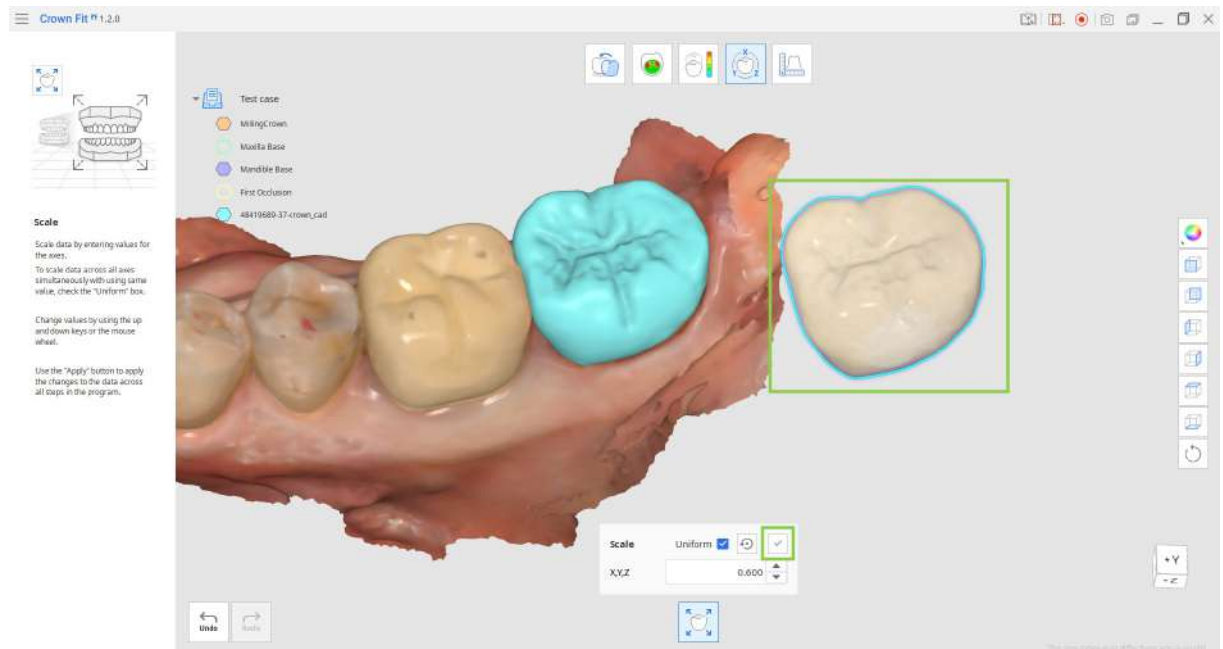 Crown Fit 1.2.0
Test case
MillingCrown
Maxilla Base
Mandible Base
First Occlusion
48419689-37-crown_cad
Scale
Scale data by entering values for
the axes.
To scale data across all axes
simultaneously with using same
value, check the "Uniform" box.
Change values by using the up
and down keys or the mouse
wheel.
Use the "Apply" button to apply
the changes to the data across
all steps in the program.
X
Y
Z
Scale
Uniform
X,Y,Z
0.600
Undo
Redo
+Y
-Z